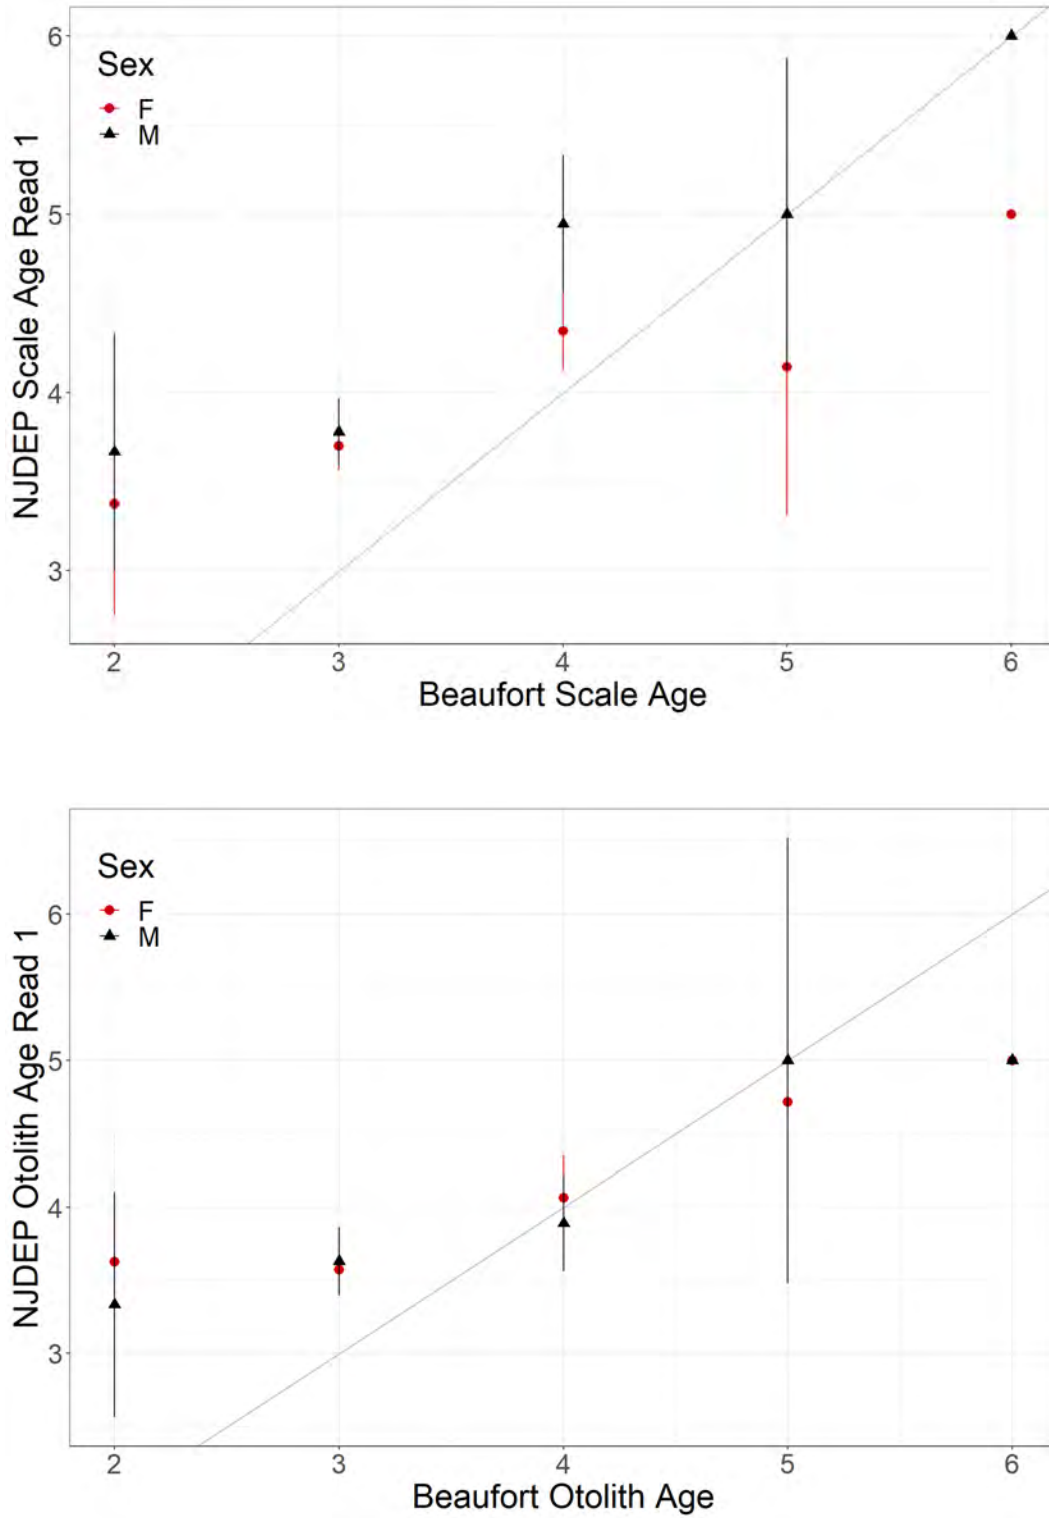 NJDEP Scale Age Read 1
6
5
4
3
Sex
F
M
2 3 4 5 6
Beaufort Scale Age
NJDEP Otolith Age Read 1
6
5
4
3
Sex
F
M
2 3 4 5 6
Beaufort Otolith Age